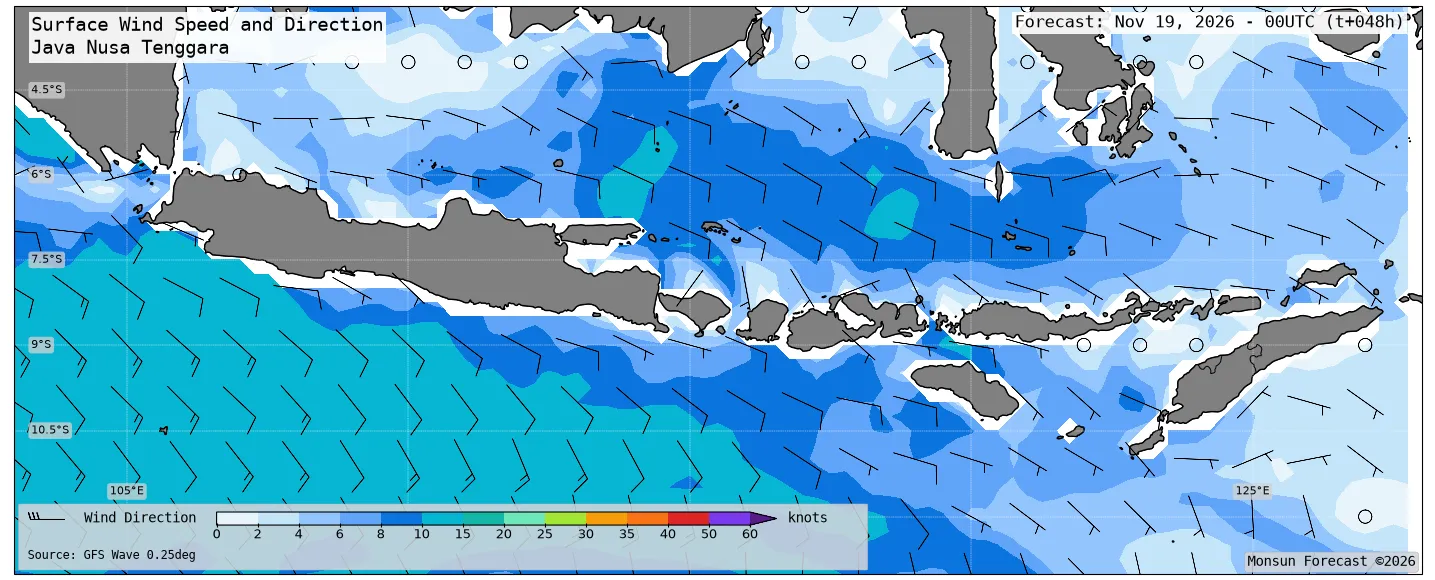 Surface Wind Speed and Direction
Java Nusa Tenggara
Forecast: Nov 19, 2026 - 00UTC (t+048h)
4.5°S
6°S
7.5°S
9°S
10.5°S
105°E
125°E
Wind Direction
0 2 4 6 8 10 15 20 25 30 35 40 50 60
knots
Source: GFS Wave 0.25deg
Monsun Forecast ©2026